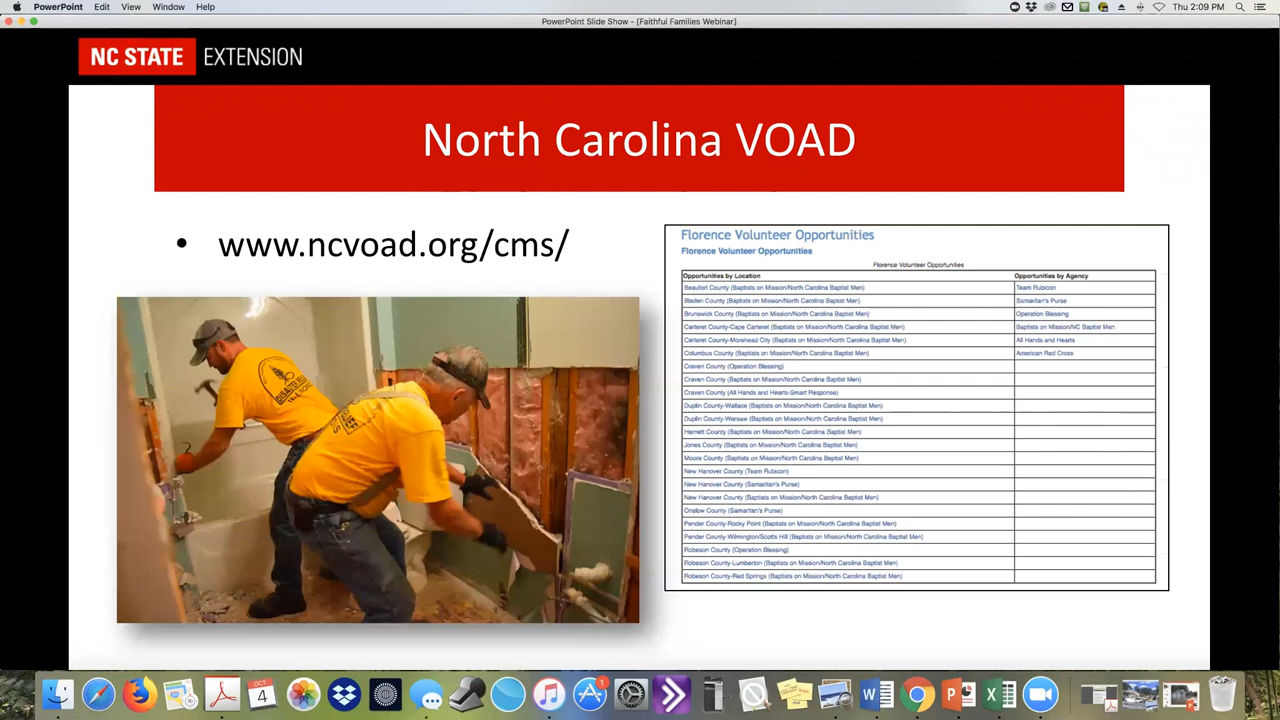 PowerPoint Edit View Window Help
Thu 2:09 PM
PowerPoint Slide Show - [Faithful Families Webinar]
NC STATE EXTENSION
North Carolina VOAD
• www.ncvoad.org/cms/
Florence Volunteer Opportunities
Florence Volunteer Opportunities
Florence Volunteer Opportunities
Opportunities by Location Opportunities by Agency
Beaufort County (Baptists on Mission/North Carolina Baptist Men) Team Rubicon
Bladen County (Baptists on Mission/North Carolina Baptist Men) Samaritan's Purse
Brunswick County (Baptists on Mission/North Carolina Baptist Men) Operation Blessing
Carteret County-Cape Carteret (Baptists on Mission/North Carolina Baptist Men) Baptists on Mission/NC Baptist Men
Carteret County-Morehead City (Baptists on Mission/North Carolina Baptist Men) All Hands and Hearts
Columbus County (Baptists on Mission/North Carolina Baptist Men) American Red Cross
Craven County (Operation Blessing)
Craven County (Baptists on Mission/North Carolina Baptist Men)
Craven County (All Hands and Hearts-Smart Response)
Duplin County-Wallace (Baptists on Mission/North Carolina Baptist Men)
Duplin County-Warsaw (Baptists on Mission/North Carolina Baptist Men)
Harnett County (Baptists on Mission/North Carolina Baptist Men)
Jones County (Baptists on Mission/North Carolina Baptist Men)
Moore County (Baptists on Mission/North Carolina Baptist Men)
New Hanover County (Team Rubicon)
New Hanover County (Samaritan's Purse)
New Hanover County (Baptists on Mission/North Carolina Baptist Men)
Onslow County (Samaritan's Purse)
Pender County-Rocky Point (Baptists on Mission/North Carolina Baptist Men)
Pender County-Wilmington/Scotts Hill (Baptists on Mission/North Carolina Baptist Men)
Robeson County (Operation Blessing)
Robeson County-Lumberton (Baptists on Mission/North Carolina Baptist Men)
Robeson County-Red Springs (Baptists on Mission/North Carolina Baptist Men)
OCT
4
1